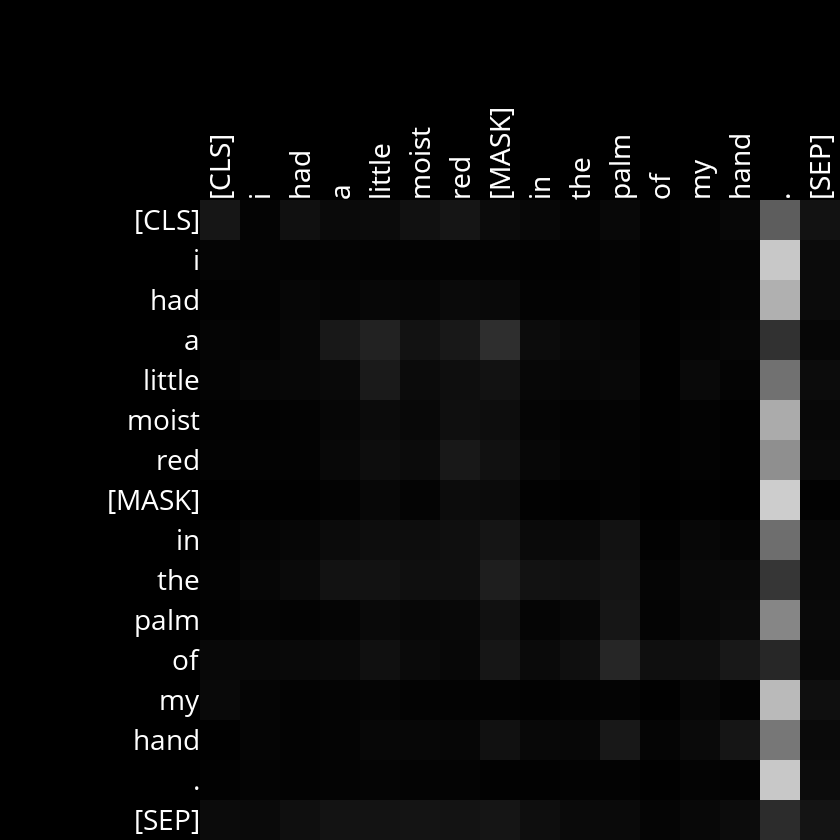 [CLS] i had a little moist red [MASK] in the palm of my hand . [SEP]
[CLS]
i
had
a
little
moist
red
[MASK]
in
the
palm
of
my
hand
.
[SEP]